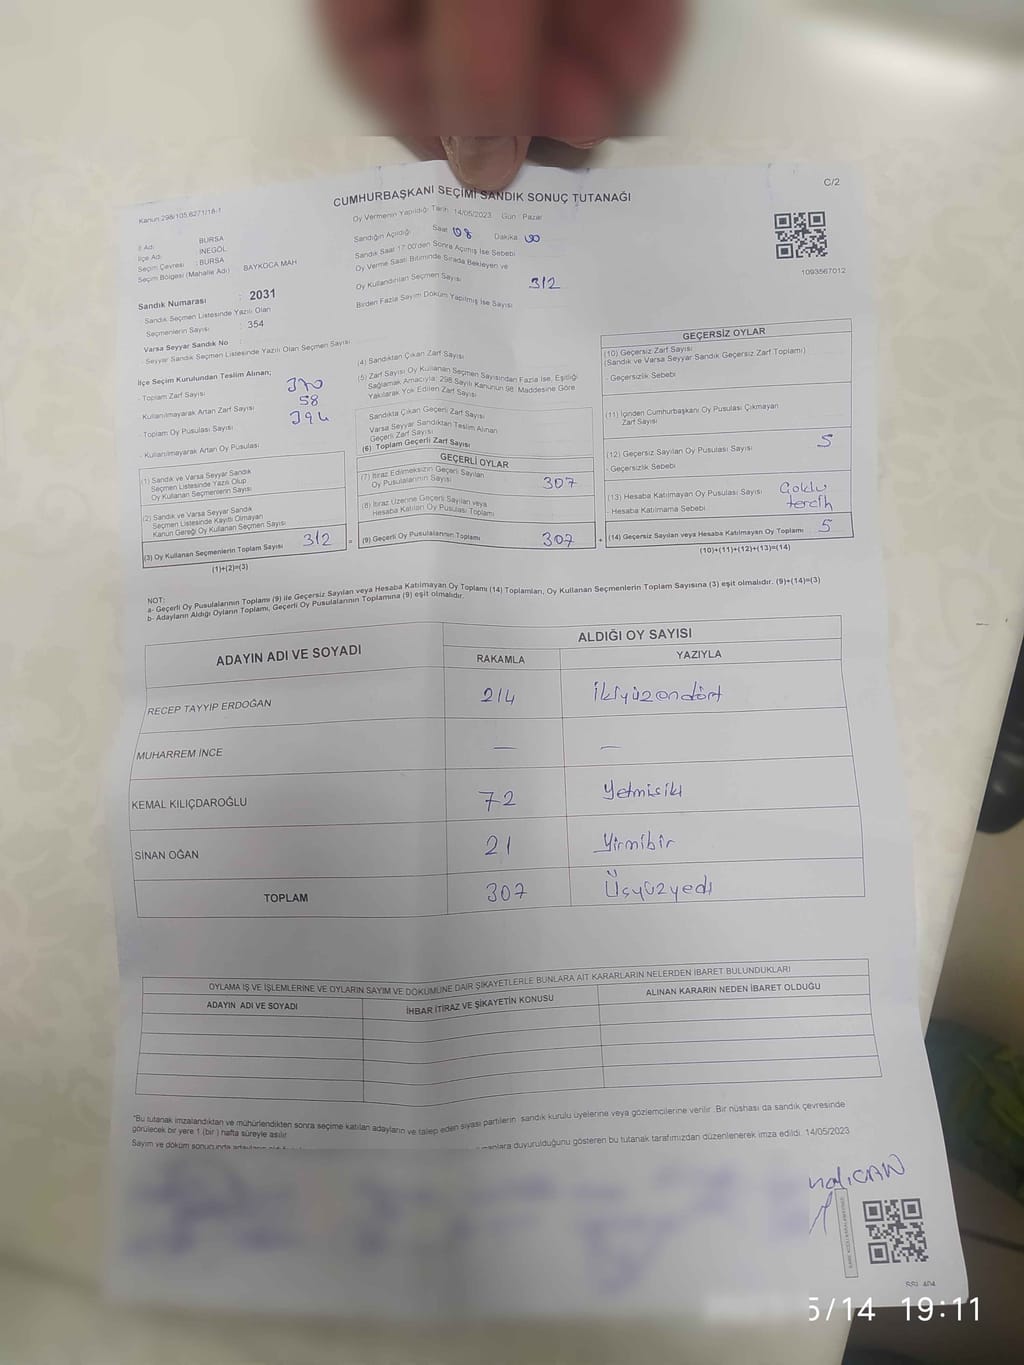 C/2
CUMHURBAŞKANI SEÇİMİ SANDIK SONUÇ TUTANAĞI
Kanun:298/105,6271/18-1
Oy Vermenin Yapıldığı Tarih: 14/05/2023 Gün : Pazar
İl Adı : BURSA
İlçe Adı : İNEGÖL
Seçim Çevresi : BURSA
Seçim Bölgesi (Mahalle Adı) : BAYKOCA MAH
Sandığın Açıldığı Saat 08 Dakika 00
Sandık Saat 17:00'den Sonra Açılmış İse Sebebi
Oy Verme Saati Bitiminde Sırada Bekleyen ve
Oy Kullandırılan Seçmen Sayısı 312
Birden Fazla Sayım Döküm Yapılmış İse Sayısı
1093567012
Sandık Numarası : 2031
Sandık Seçmen Listesinde Yazılı Olan
Seçmenlerin Sayısı : 354
Varsa Seyyar Sandık No :
Seyyar Sandık Seçmen Listesinde Yazılı Olan Seçmen Sayısı
İlçe Seçim Kurulundan Teslim Alınan;
- Toplam Zarf Sayısı 370
- Kullanılmayarak Artan Zarf Sayısı 58
- Toplam Oy Pusulası Sayısı 394
- Kullanılmayarak Artan Oy Pusulası
(1) Sandık ve Varsa Seyyar Sandık
Seçmen Listesinde Yazılı Olup
Oy Kullanan Seçmenlerin Sayısı
(2) Sandık ve Varsa Seyyar Sandık
Seçmen Listesinde Kayıtlı Olmayan
Kanun Gereği Oy Kullanan Seçmen Sayısı
(3) Oy Kullanan Seçmenlerin Toplam Sayısı 312
(1)+(2)=(3)
(4) Sandıktan Çıkan Zarf Sayısı
(5) Zarf Sayısı Oy Kullanan Seçmen Sayısından Fazla İse, Eşitliği
Sağlamak Amacıyla; 298 Sayılı Kanunun 98. Maddesine Göre
Yakılarak Yok Edilen Zarf Sayısı
Sandıkta Çıkan Geçerli Zarf Sayısı
Varsa Seyyar Sandıktan Teslim Alınan
Geçerli Zarf Sayısı
(6) Toplam Geçerli Zarf Sayısı
GEÇERLİ OYLAR
(7) İtiraz Edilmeksizin Geçerli Sayılan
Oy Pusulalarının Sayısı 307
(8) İtiraz Üzerine Geçerli Sayılan veya
Hesaba Katılan Oy Pusulası Toplamı
= (9) Geçerli Oy Pusulalarının Toplamı 307
GEÇERSİZ OYLAR
(10) Geçersiz Zarf Sayısı
(Sandık ve Varsa Seyyar Sandık Geçersiz Zarf Toplamı)
- Geçersizlik Sebebi
(11) İçinden Cumhurbaşkanı Oy Pusulası Çıkmayan
Zarf Sayısı
(12) Geçersiz Sayılan Oy Pusulası Sayısı 5
- Geçersizlik Sebebi
(13) Hesaba Katılmayan Oy Pusulası Sayısı Çoklu
- Hesaba Katılmama Sebebi tercih
+ (14) Geçersiz Sayılan veya Hesaba Katılmayan Oy Toplamı 5
(10)+(11)+(12)+(13)=(14)
NOT:
a- Geçerli Oy Pusulalarının Toplamı (9) ile Geçersiz Sayılan veya Hesaba Katılmayan Oy Toplamı (14) Toplamları, Oy Kullanan Seçmenlerin Toplam Sayısına (3) eşit olmalıdır. (9)+(14)=(3)
b- Adayların Aldığı Oyların Toplamı, Geçerli Oy Pusulalarının Toplamına (9) eşit olmalıdır.
ADAYIN ADI VE SOYADI ALDIĞI OY SAYISI
RAKAMLA YAZIYLA
RECEP TAYYİP ERDOĞAN 214 ikiyüzondört
MUHARREM İNCE — —
KEMAL KILIÇDAROĞLU 72 Yetmişiki
SİNAN OĞAN 21 Yirmibir
TOPLAM 307 Üçyüzyedi
OYLAMA İŞ VE İŞLEMLERİNE VE OYLARIN SAYIM VE DÖKÜMÜNE DAİR ŞİKAYETLERLE BUNLARA AİT KARARLARIN NELERDEN İBARET BULUNDUKLARI
ADAYIN ADI VE SOYADI İHBAR İTİRAZ VE ŞİKAYETİN KONUSU ALINAN KARARIN NEDEN İBARET OLDUĞU
*Bu tutanak imzalandıktan ve mühürlendikten sonra seçime katılan adayların ve talep eden siyasi partilerin sandık kurulu üyelerine veya gözlemcilerine verilir. Bir nüshası da sandık çevresinde
görülecek bir yere 1 (bir) hafta süreyle asılır
Sayım ve döküm sonucunda duyurulduğunu gösteren bu tutanak tarafımızdan düzenlenerek imza edildi. 14/05/2023
CAN
5/14 19:11